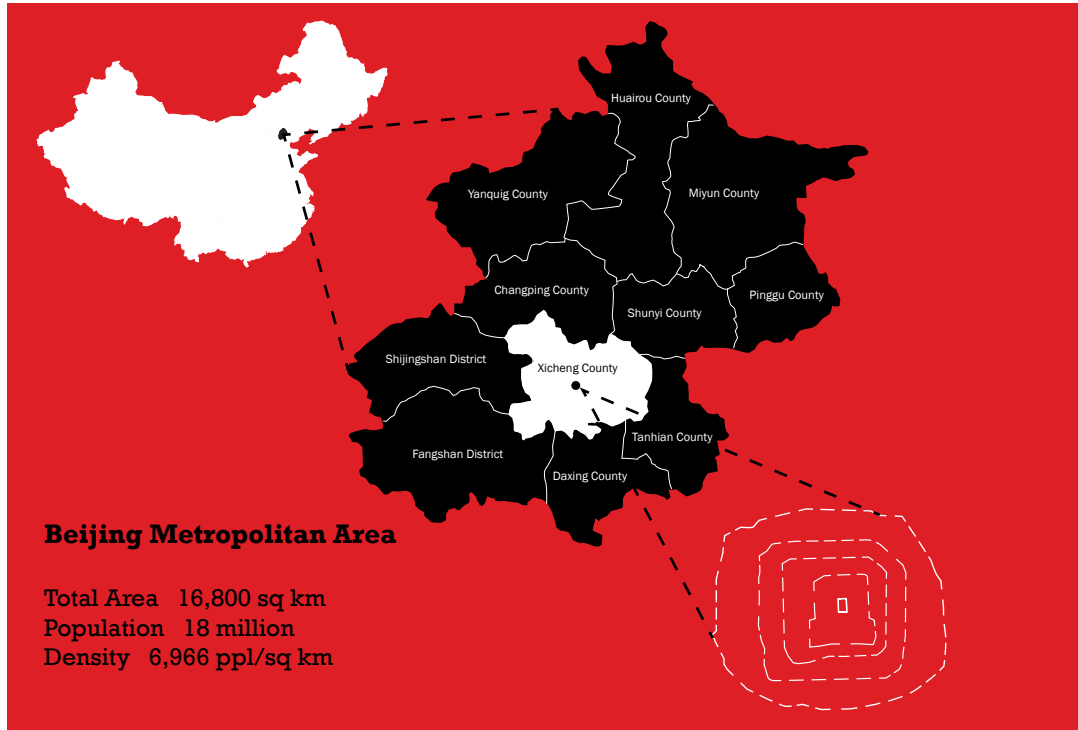 Huairou County
Yanquig County
Miyun County
Changping County
Pinggu County
Shunyi County
Shijingshan District
Xicheng County
Tanhian County
Fangshan District
Daxing County
Beijing Metropolitan Area
Total Area 16,800 sq km
Population 18 million
Density 6,966 ppl/sq km